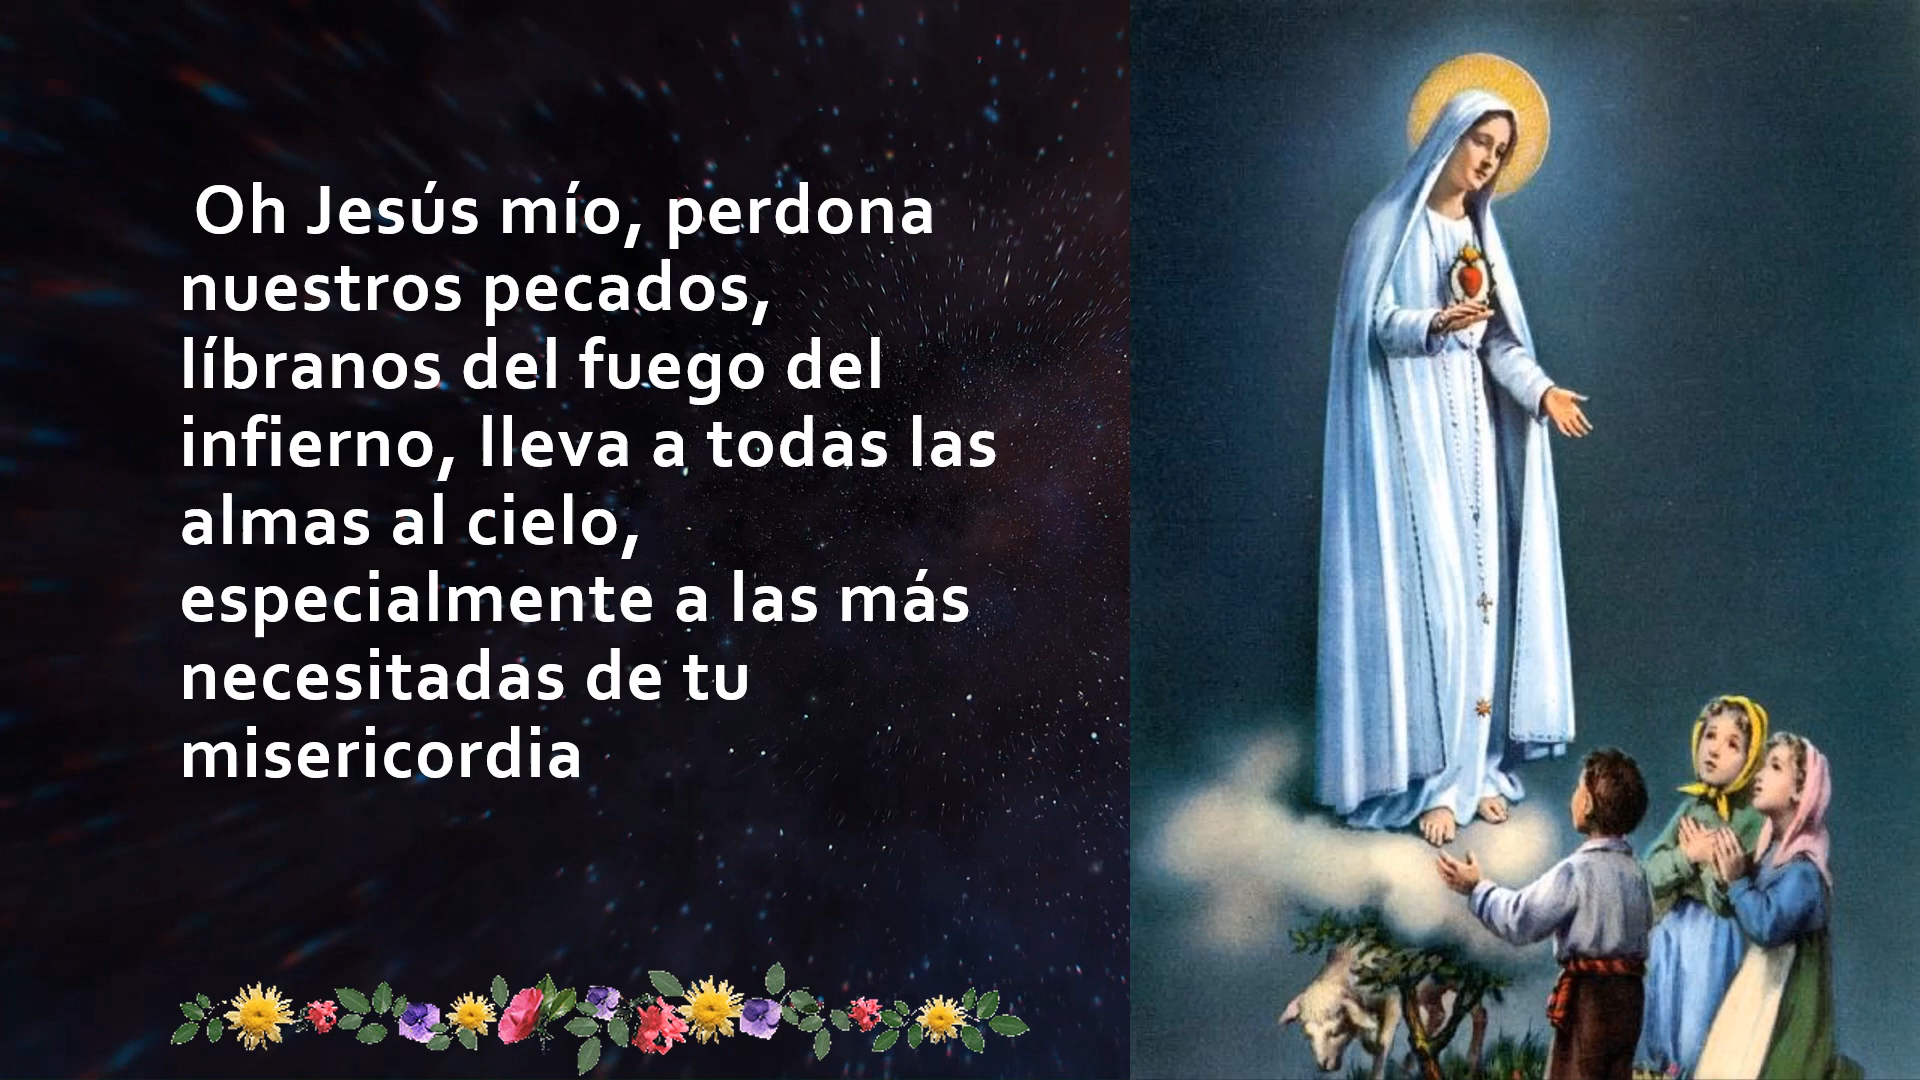 Oh Jesús mío, perdona
nuestros pecados,
líbranos del fuego del
infierno, lleva a todas las
almas al cielo,
especialmente a las más
necesitadas de tu
misericordia